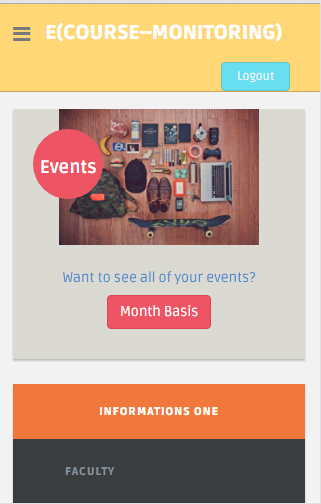 E(COURSE--MONITORING)
Logout
Events
Want to see all of your events?
Month Basis
INFORMATIONS ONE
FACULTY